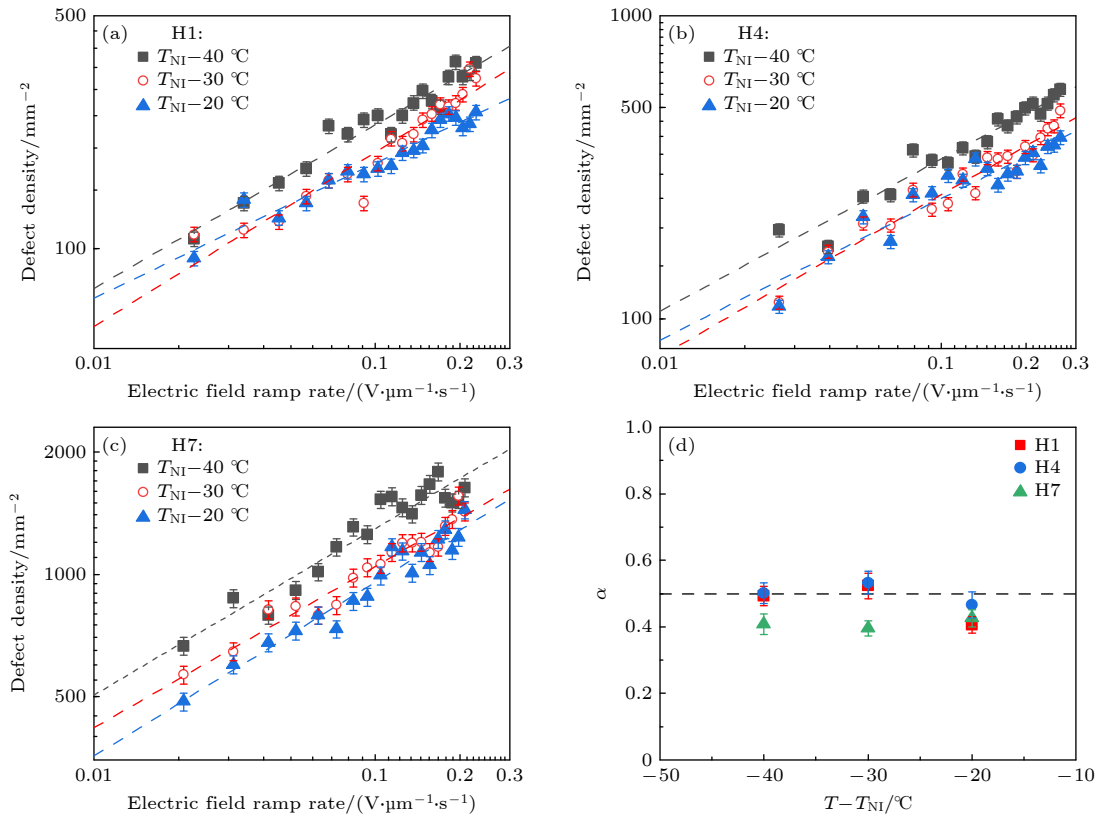 (a)
H1:
T_NI−40 ℃
T_NI−30 ℃
T_NI−20 ℃
500
100
Defect density/mm⁻²
0.01
0.1
0.2
0.3
Electric field ramp rate/(V·μm⁻¹·s⁻¹)
(b)
H4:
T_NI−40 ℃
T_NI−30 ℃
T_NI−20 ℃
1000
500
100
Defect density/mm⁻²
0.01
0.1
0.2
0.3
Electric field ramp rate/(V·μm⁻¹·s⁻¹)
(c)
H7:
T_NI−40 ℃
T_NI−30 ℃
T_NI−20 ℃
2000
1000
500
Defect density/mm⁻²
0.01
0.1
0.2
0.3
Electric field ramp rate/(V·μm⁻¹·s⁻¹)
(d)
H1
H4
H7
1.0
0.8
0.6
0.4
0.2
0
α
−50
−40
−30
−20
−10
T−T_NI/℃